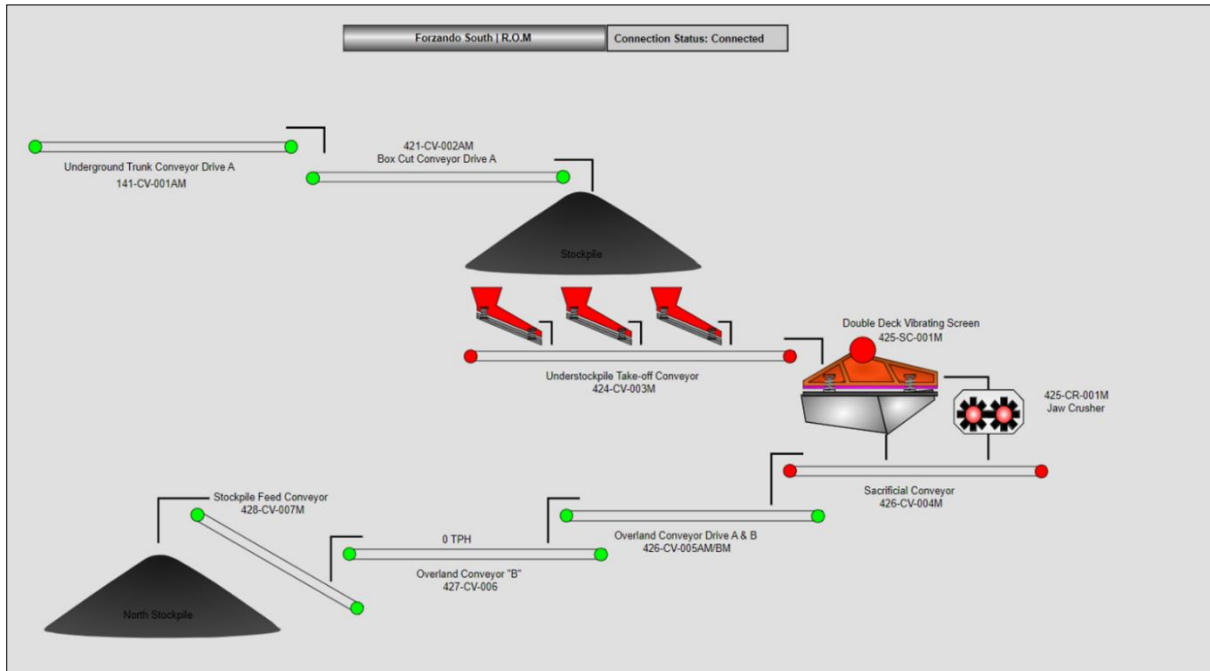 Forzando South | R.O.M
Connection Status: Connected
421-CV-002AM
Box Cut Conveyor Drive A
Underground Trunk Conveyor Drive A
141-CV-001AM
Stockpile
Double Deck Vibrating Screen
425-SC-001M
Understockpile Take-off Conveyor
424-CV-003M
425-CR-001M
Jaw Crusher
Sacrificial Conveyor
426-CV-004M
Stockpile Feed Conveyor
428-CV-007M
0 TPH
Overland Conveyor Drive A & B
426-CV-005AM/BM
Overland Conveyor "B"
427-CV-006
North Stockpile